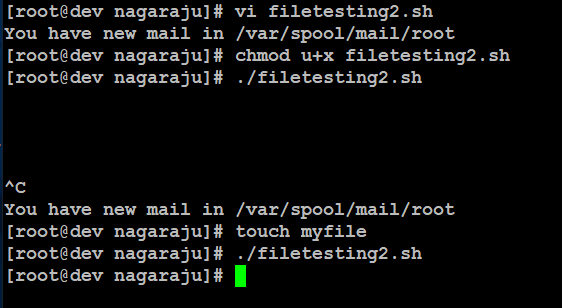 [root@dev nagaraju]# vi filetesting2.sh
You have new mail in /var/spool/mail/root
[root@dev nagaraju]# chmod u+x filetesting2.sh
[root@dev nagaraju]# ./filetesting2.sh
^C
You have new mail in /var/spool/mail/root
[root@dev nagaraju]# touch myfile
[root@dev nagaraju]# ./filetesting2.sh
[root@dev nagaraju]#